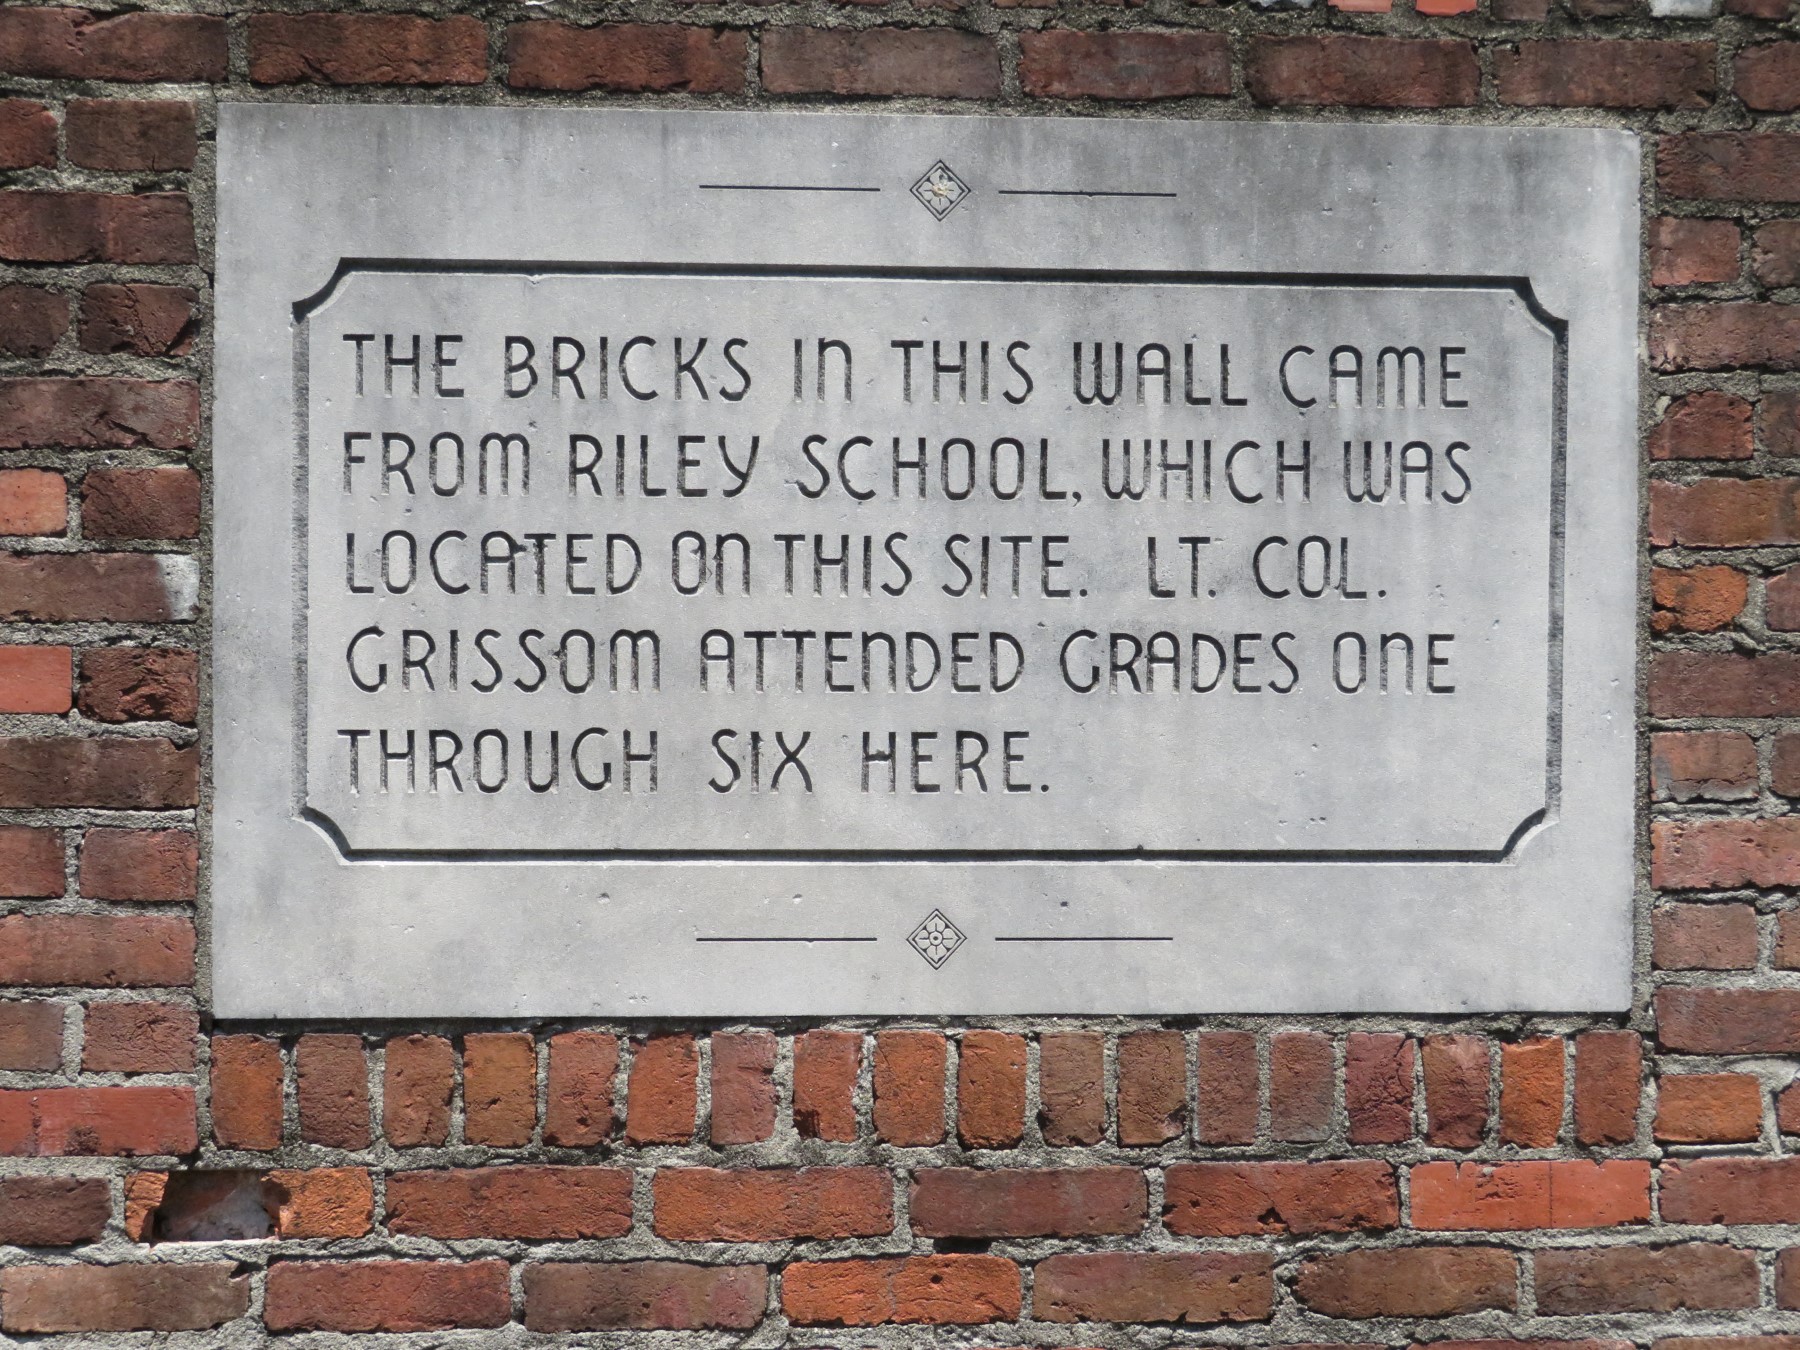 THE BRICKS IN THIS WALL CAME
FROM RILEY SCHOOL, WHICH WAS
LOCATED ON THIS SITE. LT. COL.
GRISSOM ATTENDED GRADES ONE
THROUGH SIX HERE.